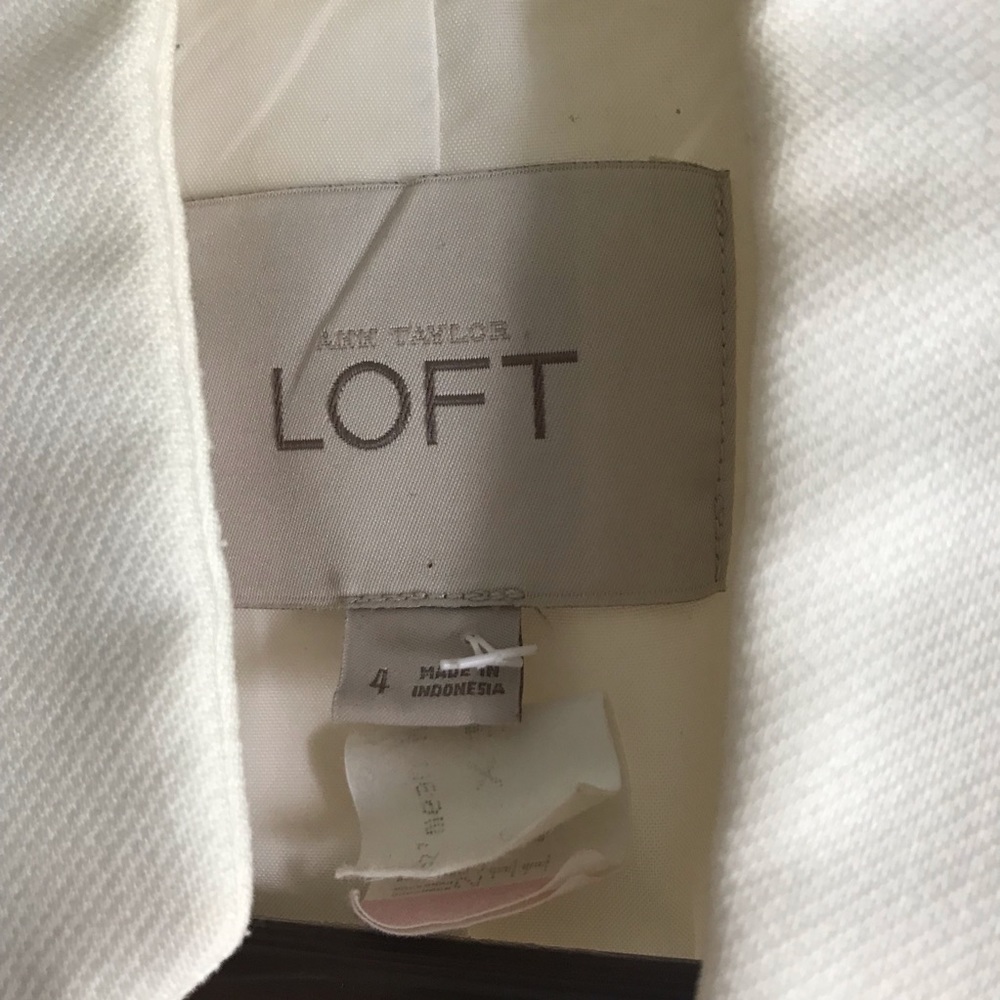 ANN TAYLOR
LOFT
4
MADE IN
INDONESIA